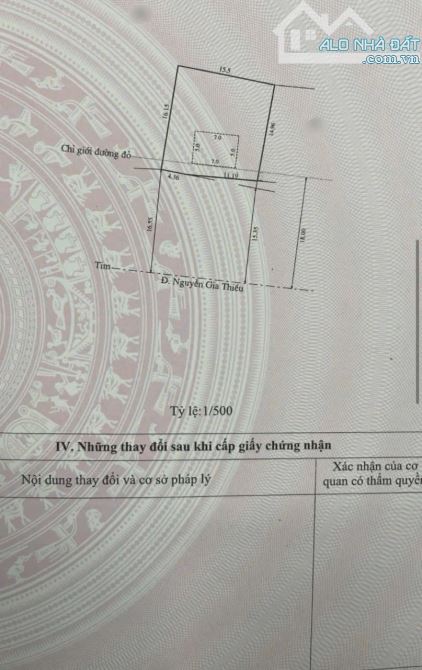 ALO NHÀ ĐẤT
.com.vn
15.5
16.15
14.96
7.0
5.0
5.0
7.0
Chỉ giới đường đỏ
4.36
11.19
16.55
15.35
18.00
Tim
Đ. Nguyễn Gia Thiều
Tỷ lệ:1/500
IV. Những thay đổi sau khi cấp giấy chứng nhận
Nội dung thay đổi và cơ sở pháp lý
Xác nhận của cơ
quan có thẩm quyền